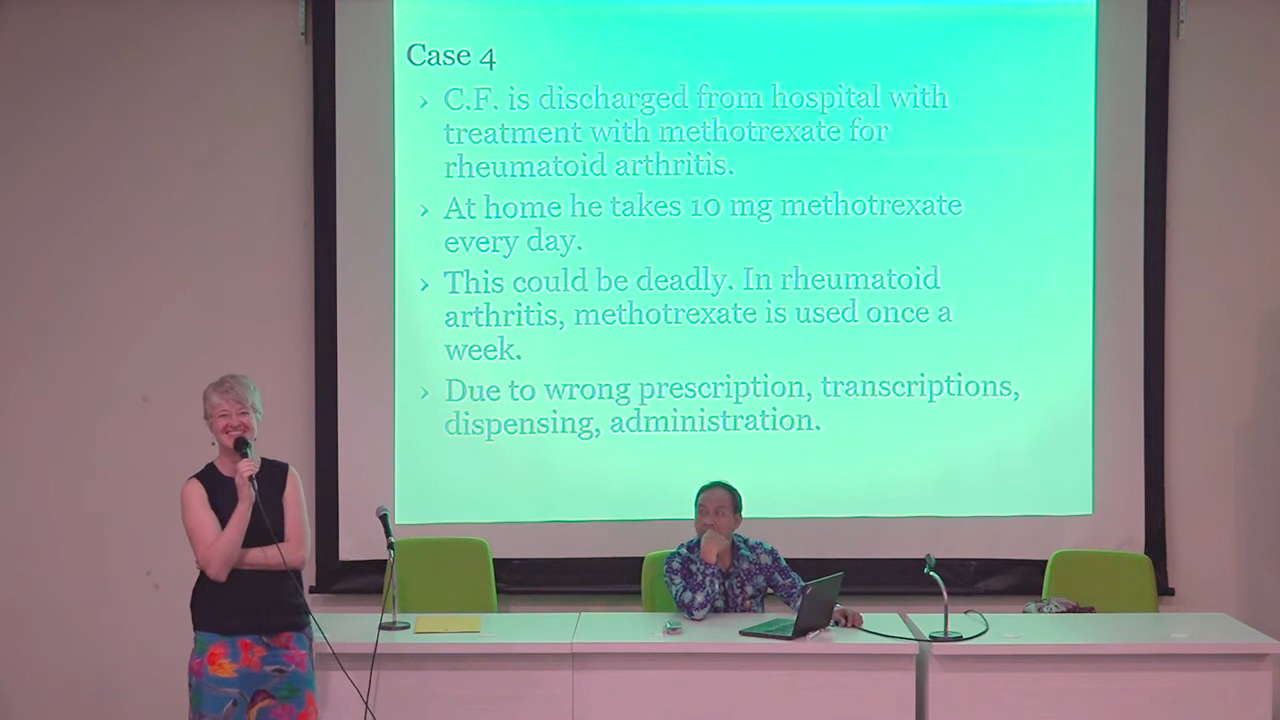 Case 4
› C.F. is discharged from hospital with
treatment with methotrexate for
rheumatoid arthritis.
› At home he takes 10 mg methotrexate
every day.
› This could be deadly. In rheumatoid
arthritis, methotrexate is used once a
week.
› Due to wrong prescription, transcriptions,
dispensing, administration.